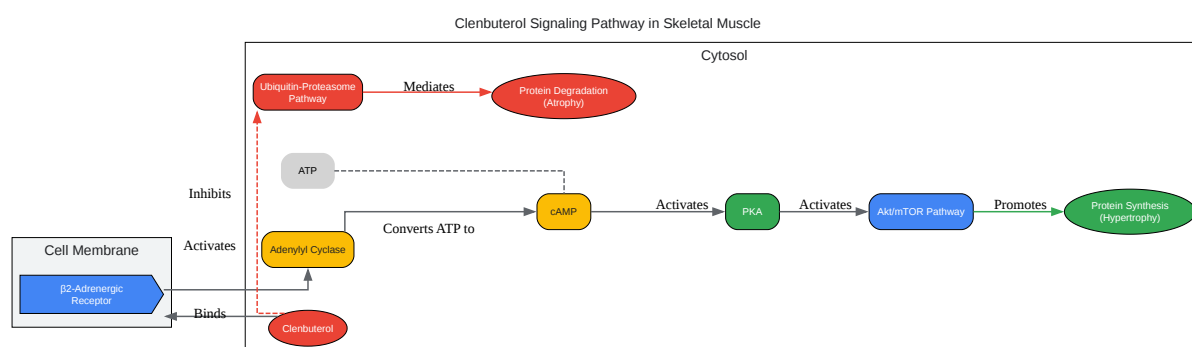 Clenbuterol Signaling Pathway in Skeletal Muscle
Cytosol
Ubiquitin-Proteasome
Pathway
Mediates
Protein Degradation
(Atrophy)
ATP
Inhibits
cAMP
Activates
PKA
Activates
Akt/mTOR Pathway
Promotes
Protein Synthesis
(Hypertrophy)
Converts ATP to
Adenylyl Cyclase
Activates
Cell Membrane
β2-Adrenergic
Receptor
Binds
Clenbuterol